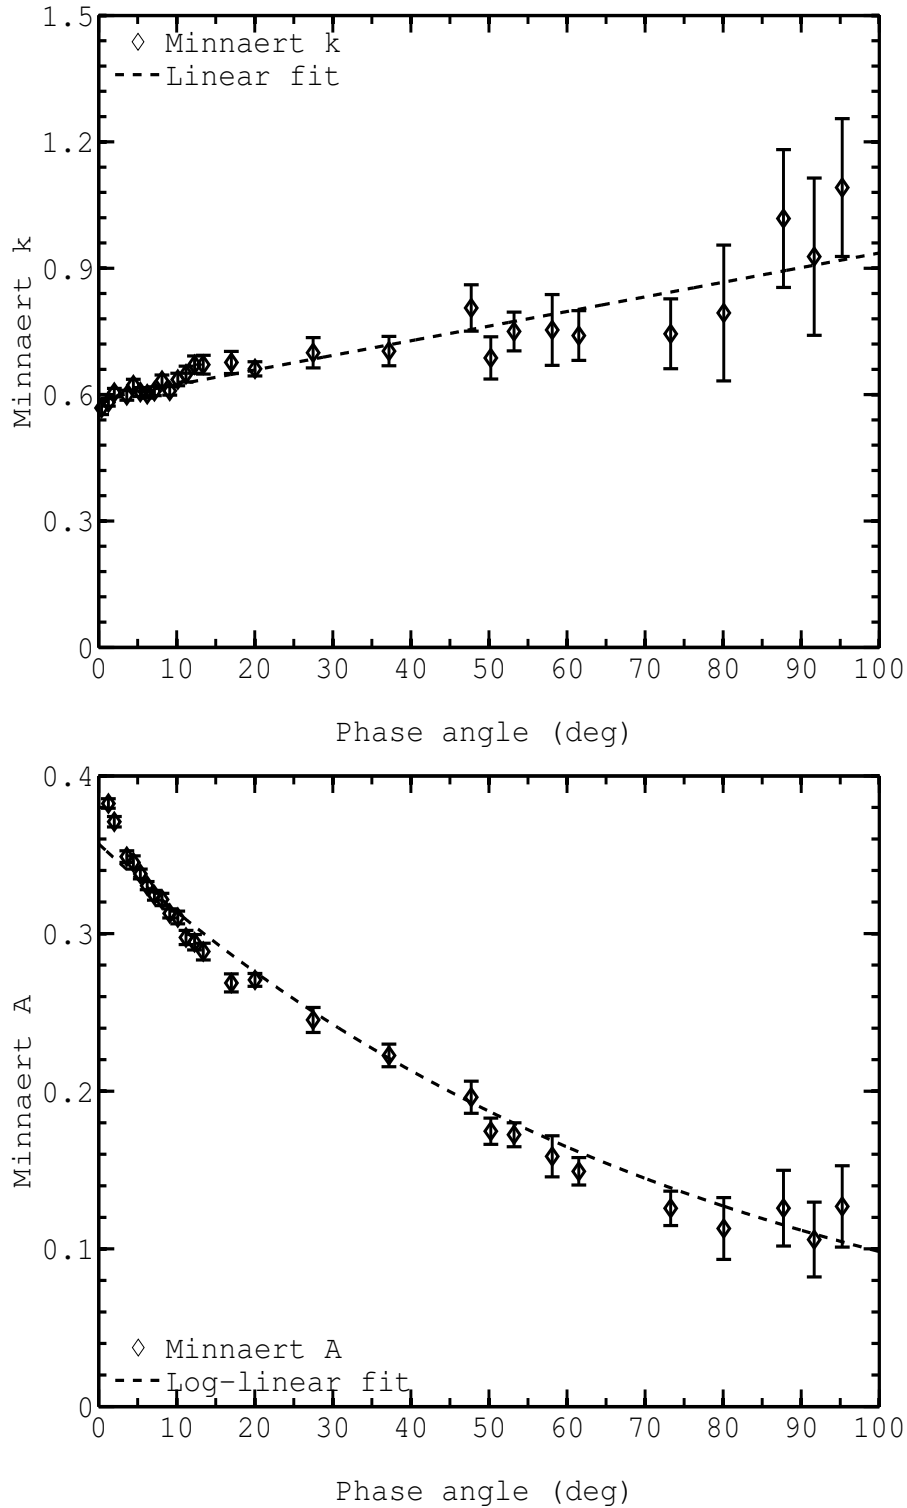 1.5
Minnaert k
Linear fit
1.2
0.9
Minnaert k
0.6
0.3
0
0 10 20 30 40 50 60 70 80 90 100
Phase angle (deg)
0.4
0.3
Minnaert A
0.2
0.1
Minnaert A
Log-linear fit
0
0 10 20 30 40 50 60 70 80 90 100
Phase angle (deg)